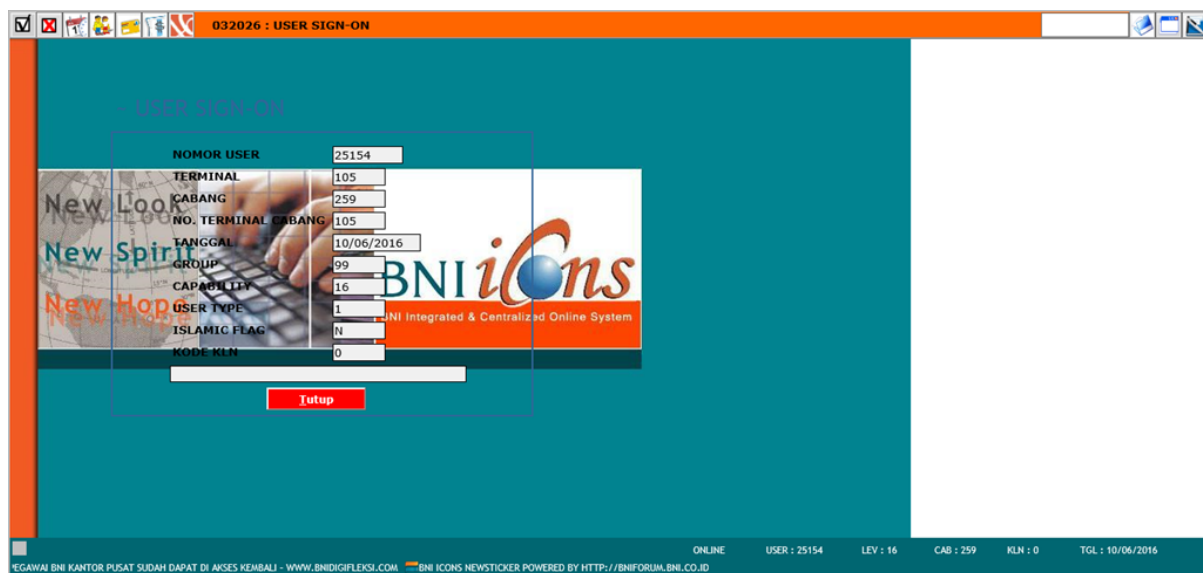 032026 : USER SIGN-ON
- USER SIGN-ON
NOMOR USER 25154
TERMINAL 105
CABANG 259
NO. TERMINAL CABANG 105
TANGGAL 10/06/2016
GROUP 99
CAPABILITY 16
USER TYPE 1
ISLAMIC FLAG N
KODE KLN 0
Tutup
New Look
New Spirit
New Hope
BNI icons
BNI Integrated & Centralized Online System
ONLINE USER : 25154 LEV : 16 CAB : 259 KLN : 0 TGL : 10/06/2016
PEGAWAI BNI KANTOR PUSAT SUDAH DAPAT DI AKSES KEMBALI - WWW.BNIDIGIFLEKSI.COM BNI ICONS NEWSTICKER POWERED BY HTTP://BNIFORUM.BNI.CO.ID